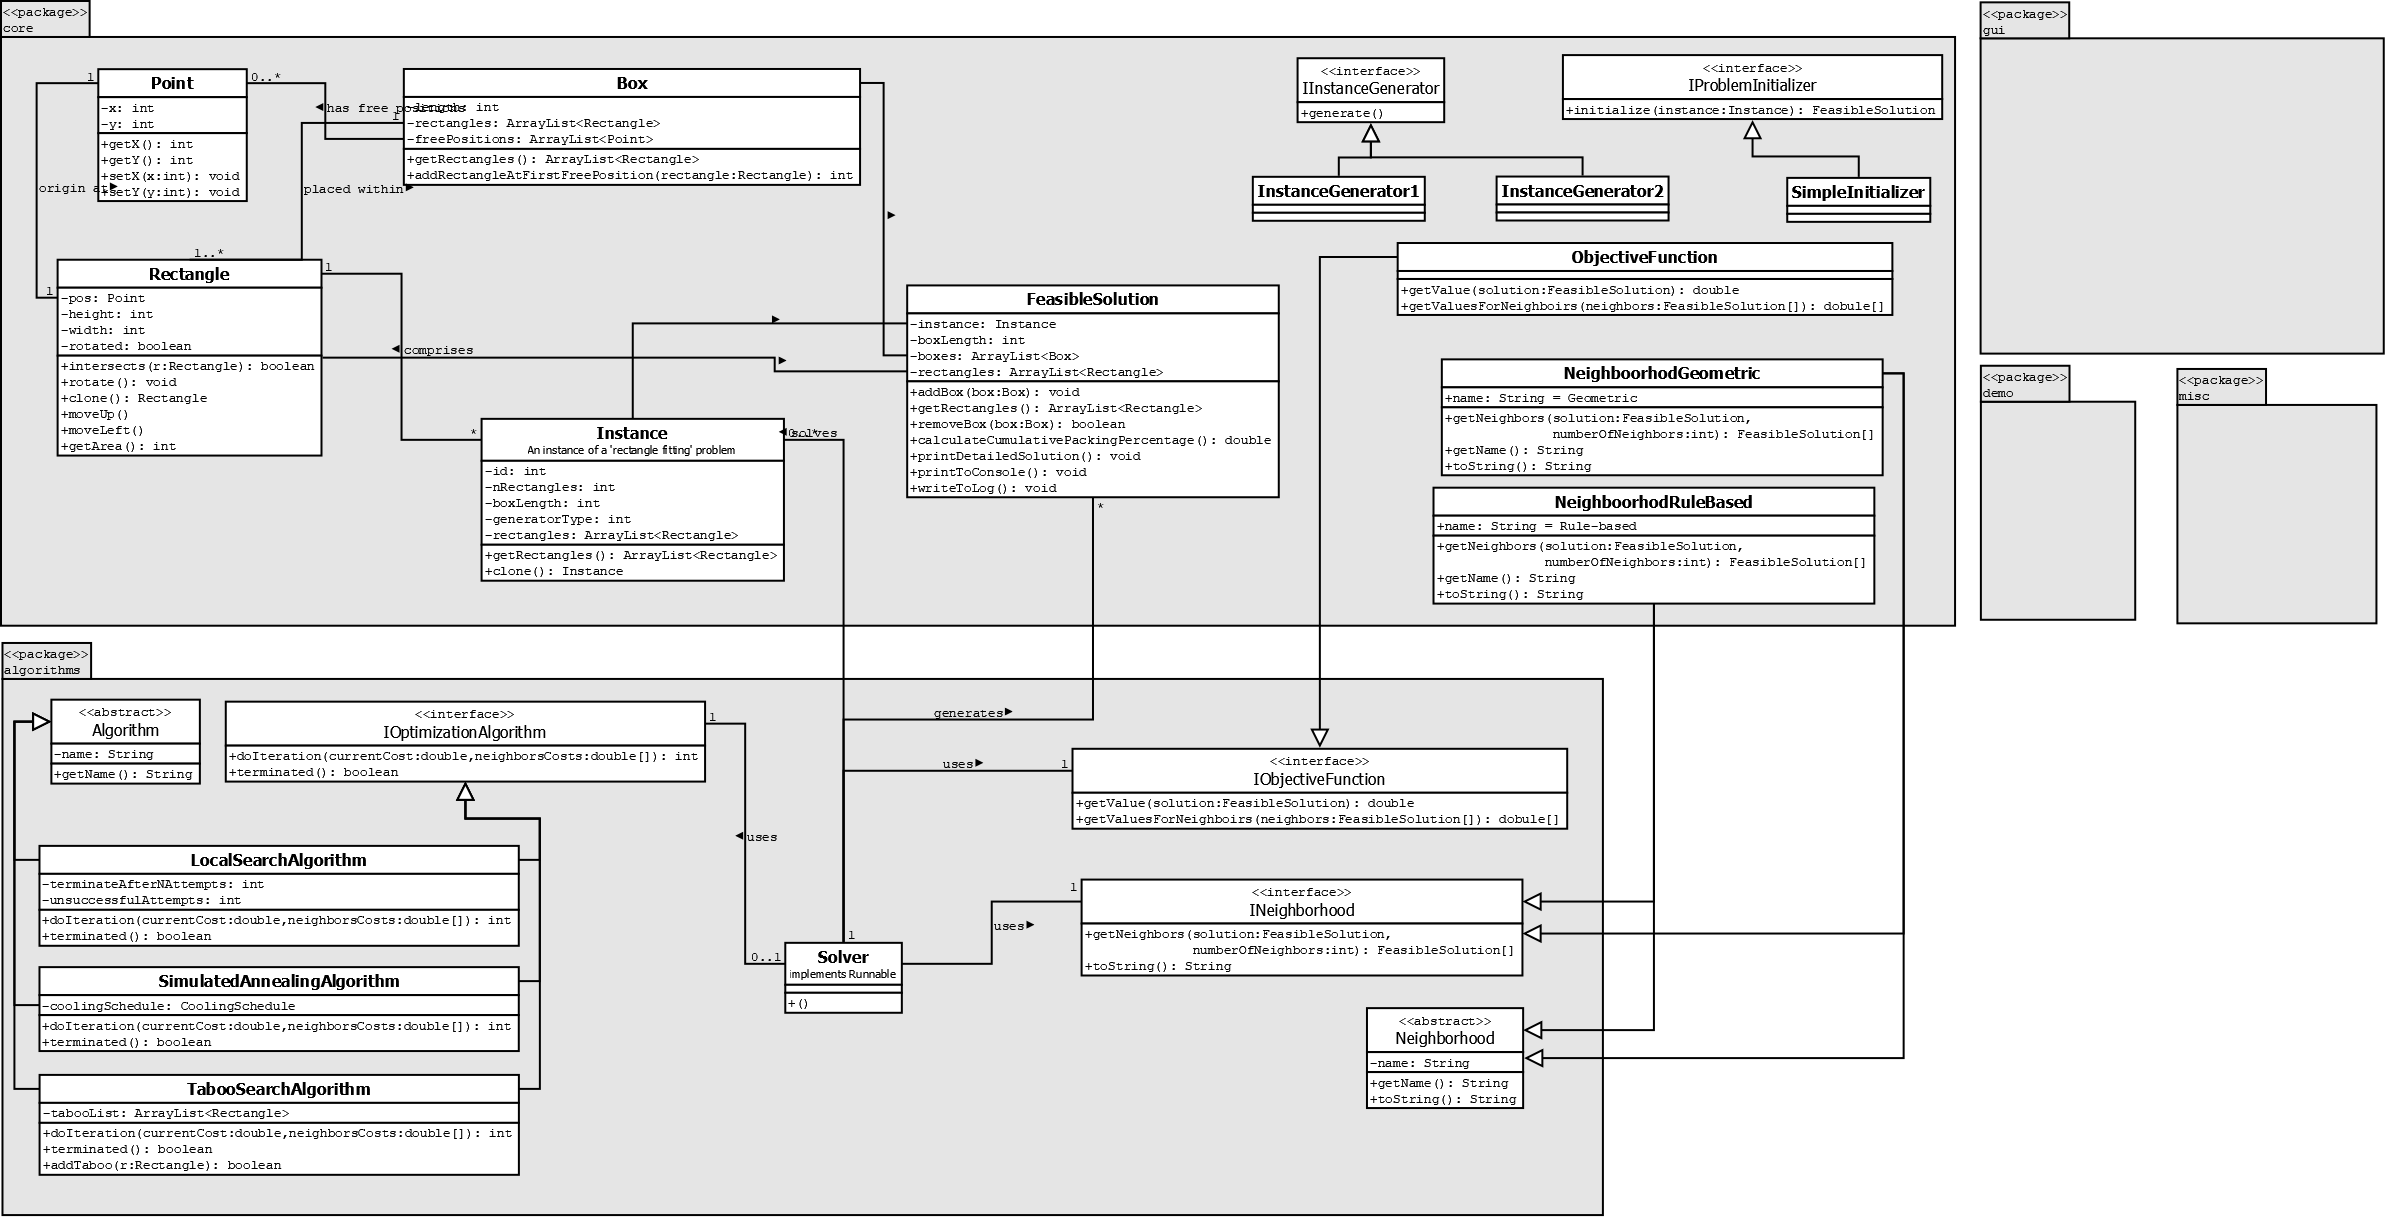 <<package>>
core
1
Point
-x: int
-y: int
+getX(): int
+getY(): int
+setX(x:int): void
+setY(y:int): void
origin at
0..*
has free positions
1
placed within
Box
-length: int
-rectangles: ArrayList<Rectangle>
-freePositions: ArrayList<Point>
+getRectangles(): ArrayList<Rectangle>
+addRectangleAtFirstFreePosition(rectangle:Rectangle): int
<<interface>>
IInstanceGenerator
+generate()
InstanceGenerator1
InstanceGenerator2
<<interface>>
IProblemInitializer
+initialize(instance:Instance): FeasibleSolution
SimpleInitializer
1..*
1
1
Rectangle
-pos: Point
-height: int
-width: int
-rotated: boolean
+intersects(r:Rectangle): boolean
+rotate(): void
+clone(): Rectangle
+moveUp()
+moveLeft()
+getArea(): int
comprises
*
Instance
An instance of a 'rectangle fitting' problem
-id: int
-nRectangles: int
-boxLength: int
-generatorType: int
-rectangles: ArrayList<Rectangle>
+getRectangles(): ArrayList<Rectangle>
+clone(): Instance
0..*
solves
FeasibleSolution
-instance: Instance
-boxLength: int
-boxes: ArrayList<Box>
-rectangles: ArrayList<Rectangle>
+addBox(box:Box): void
+getRectangles(): ArrayList<Rectangle>
+removeBox(box:Box): boolean
+calculateCumulativePackingPercentage(): double
+printDetailedSolution(): void
+printToConsole(): void
+writeToLog(): void
*
ObjectiveFunction
+getValue(solution:FeasibleSolution): double
+getValuesForNeighboirs(neighbors:FeasibleSolution[]): dobule[]
NeighboorhodGeometric
+name: String = Geometric
+getNeighbors(solution:FeasibleSolution,
numberOfNeighbors:int): FeasibleSolution[]
+getName(): String
+toString(): String
NeighboorhodRuleBased
+name: String = Rule-based
+getNeighbors(solution:FeasibleSolution,
numberOfNeighbors:int): FeasibleSolution[]
+getName(): String
+toString(): String
<<package>>
gui
<<package>>
demo
<<package>>
misc
<<package>>
algorithms
<<abstract>>
Algorithm
-name: String
+getName(): String
<<interface>>
IOptimizationAlgorithm
+doIteration(currentCost:double,neighborsCosts:double[]): int
+terminated(): boolean
1
uses
0..1
LocalSearchAlgorithm
-terminateAfterNAttempts: int
-unsuccessfulAttempts: int
+doIteration(currentCost:double,neighborsCosts:double[]): int
+terminated(): boolean
SimulatedAnnealingAlgorithm
-coolingSchedule: CoolingSchedule
+doIteration(currentCost:double,neighborsCosts:double[]): int
+terminated(): boolean
TabooSearchAlgorithm
-tabooList: ArrayList<Rectangle>
+doIteration(currentCost:double,neighborsCosts:double[]): int
+terminated(): boolean
+addTaboo(r:Rectangle): boolean
generates
uses
1
1
Solver
implements Runnable
+()
uses
1
<<interface>>
IObjectiveFunction
+getValue(solution:FeasibleSolution): double
+getValuesForNeighboirs(neighbors:FeasibleSolution[]): dobule[]
<<interface>>
INeighborhood
+getNeighbors(solution:FeasibleSolution,
numberOfNeighbors:int): FeasibleSolution[]
+toString(): String
<<abstract>>
Neighborhood
-name: String
+getName(): String
+toString(): String